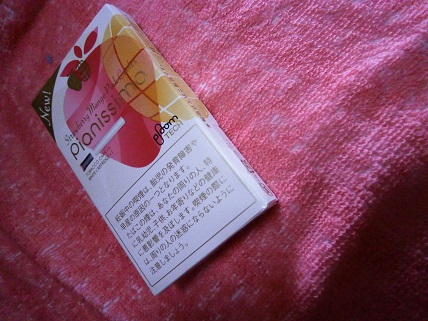 New!
Strawberry Mango
pianissimo
Ploom
TECH
妊娠中の喫煙は、胎児の発育障害や
早産の原因の一つとなります。
たばこの煙は、あなたの周りの人、特
に乳幼児、子供、お年寄りなどの健康
に悪影響を及ぼします。喫煙の際に
は、周りの人の迷惑にならないように
注意しましょう。